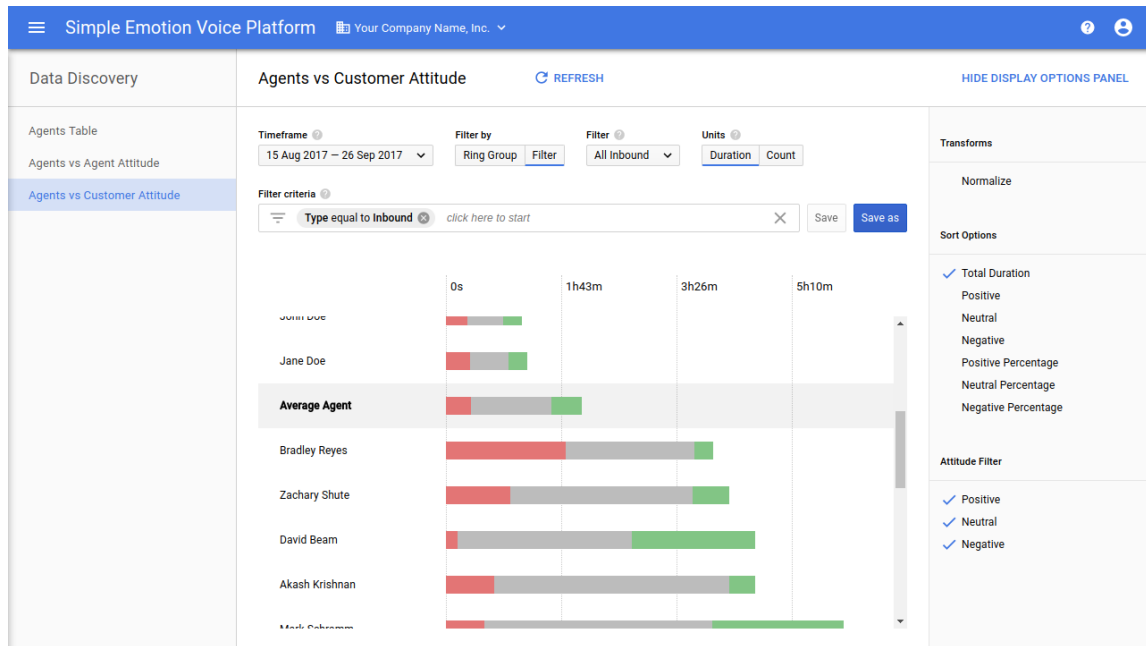 Simple Emotion Voice Platform Your Company Name, Inc.
Data Discovery
Agents vs Customer Attitude
REFRESH
HIDE DISPLAY OPTIONS PANEL
Agents Table
Agents vs Agent Attitude
Agents vs Customer Attitude
Timeframe Filter by Filter Units
15 Aug 2017 — 26 Sep 2017 Ring Group Filter All Inbound Duration Count
Filter criteria
Type equal to Inbound click here to start Save Save as
0s 1h43m 3h26m 5h10m
John Doe
Jane Doe
Average Agent
Bradley Reyes
Zachary Shute
David Beam
Akash Krishnan
Mark Schramm
Transforms
Normalize
Sort Options
Total Duration
Positive
Neutral
Negative
Positive Percentage
Neutral Percentage
Negative Percentage
Attitude Filter
Positive
Neutral
Negative